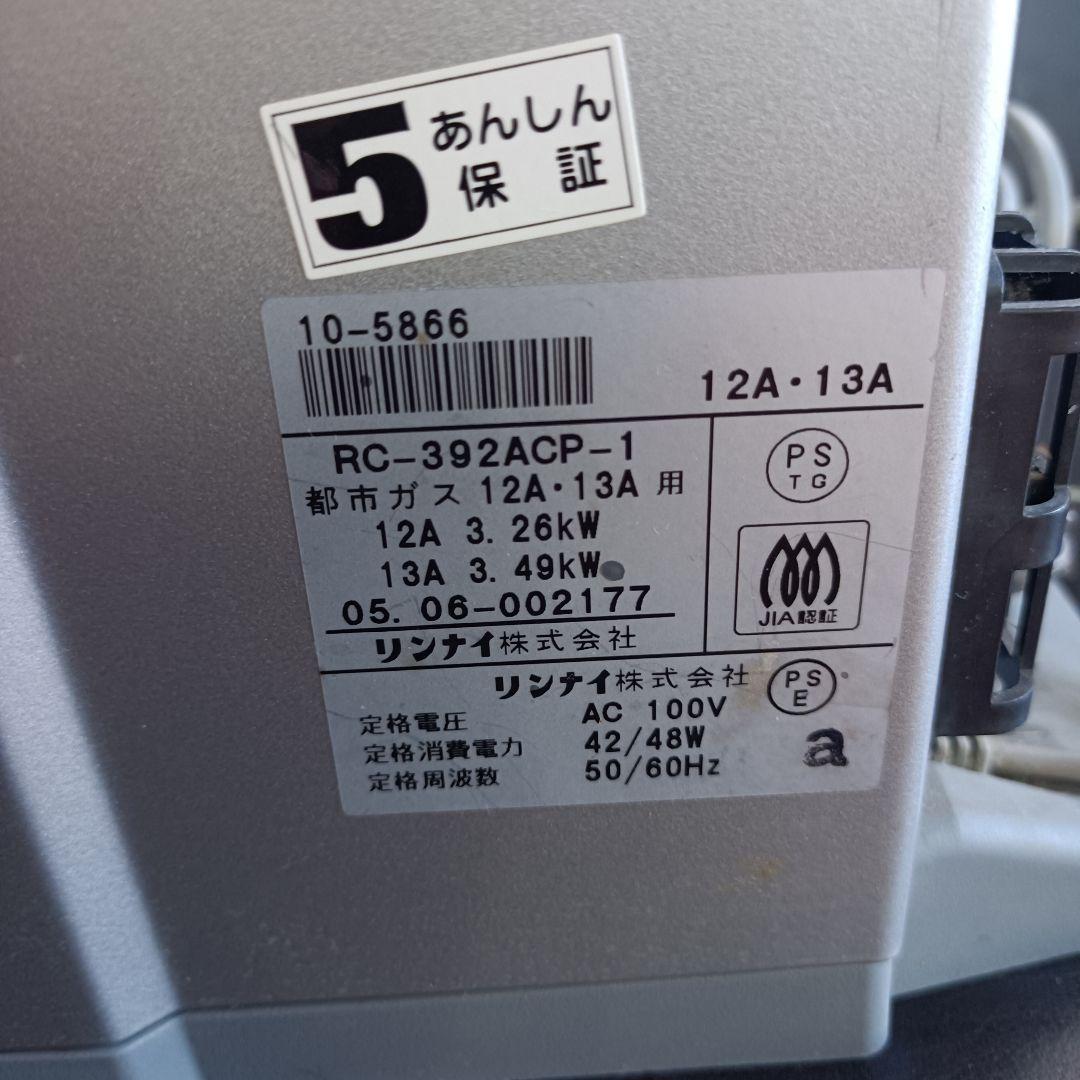 5 あんしん
保証
10-5866
12A・13A
RC-392ACP-1
都市ガス 12A・13A 用
12A 3. 26kW
13A 3. 49kW
05. 06-002177
リンナイ株式会社
PS
TG
JIA認証
リンナイ株式会社
PS
E
定格電圧 AC 100V
定格消費電力 42/48W
定格周波数 50/60Hz
a